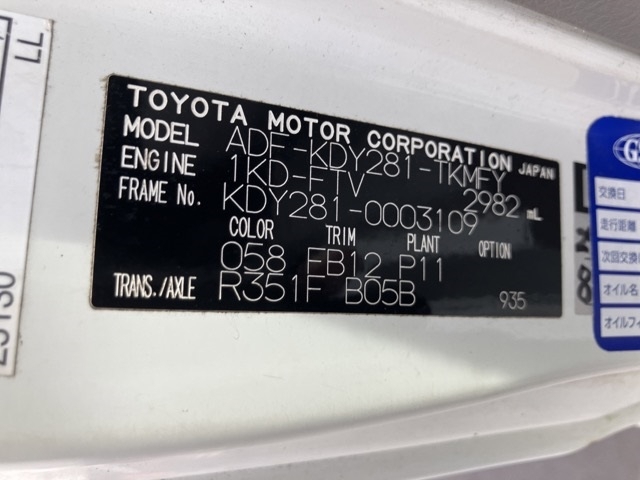 LL
TOYOTA MOTOR CORPORATION JAPAN
MODEL ADF-KDY281-TKMFY
ENGINE 1KD-FTV 2982 mL
FRAME No. KDY281-0003109
COLOR TRIM PLANT OPTION
058 FB12 P11
TRANS./AXLE R351F B05B 935
交換日
走行距離
次回交換
オイル名
オイルフィ